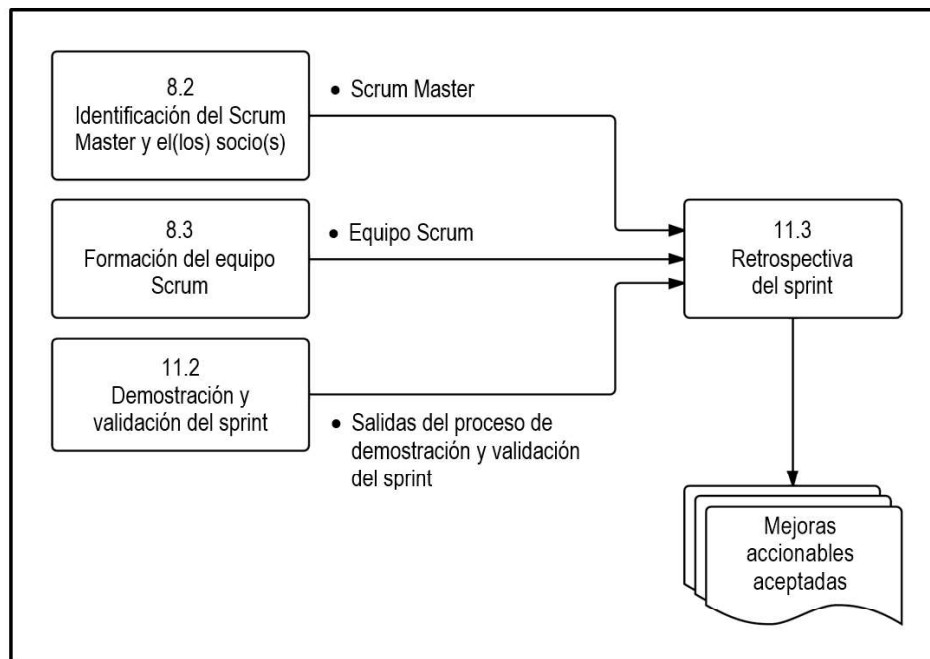 8.2
Identificación del Scrum
Master y el(los) socio(s)
• Scrum Master
8.3
Formación del equipo
Scrum
• Equipo Scrum
11.2
Demostración y
validación del sprint
• Salidas del proceso de
demostración y validación
del sprint
11.3
Retrospectiva
del sprint
Mejoras
accionables
aceptadas